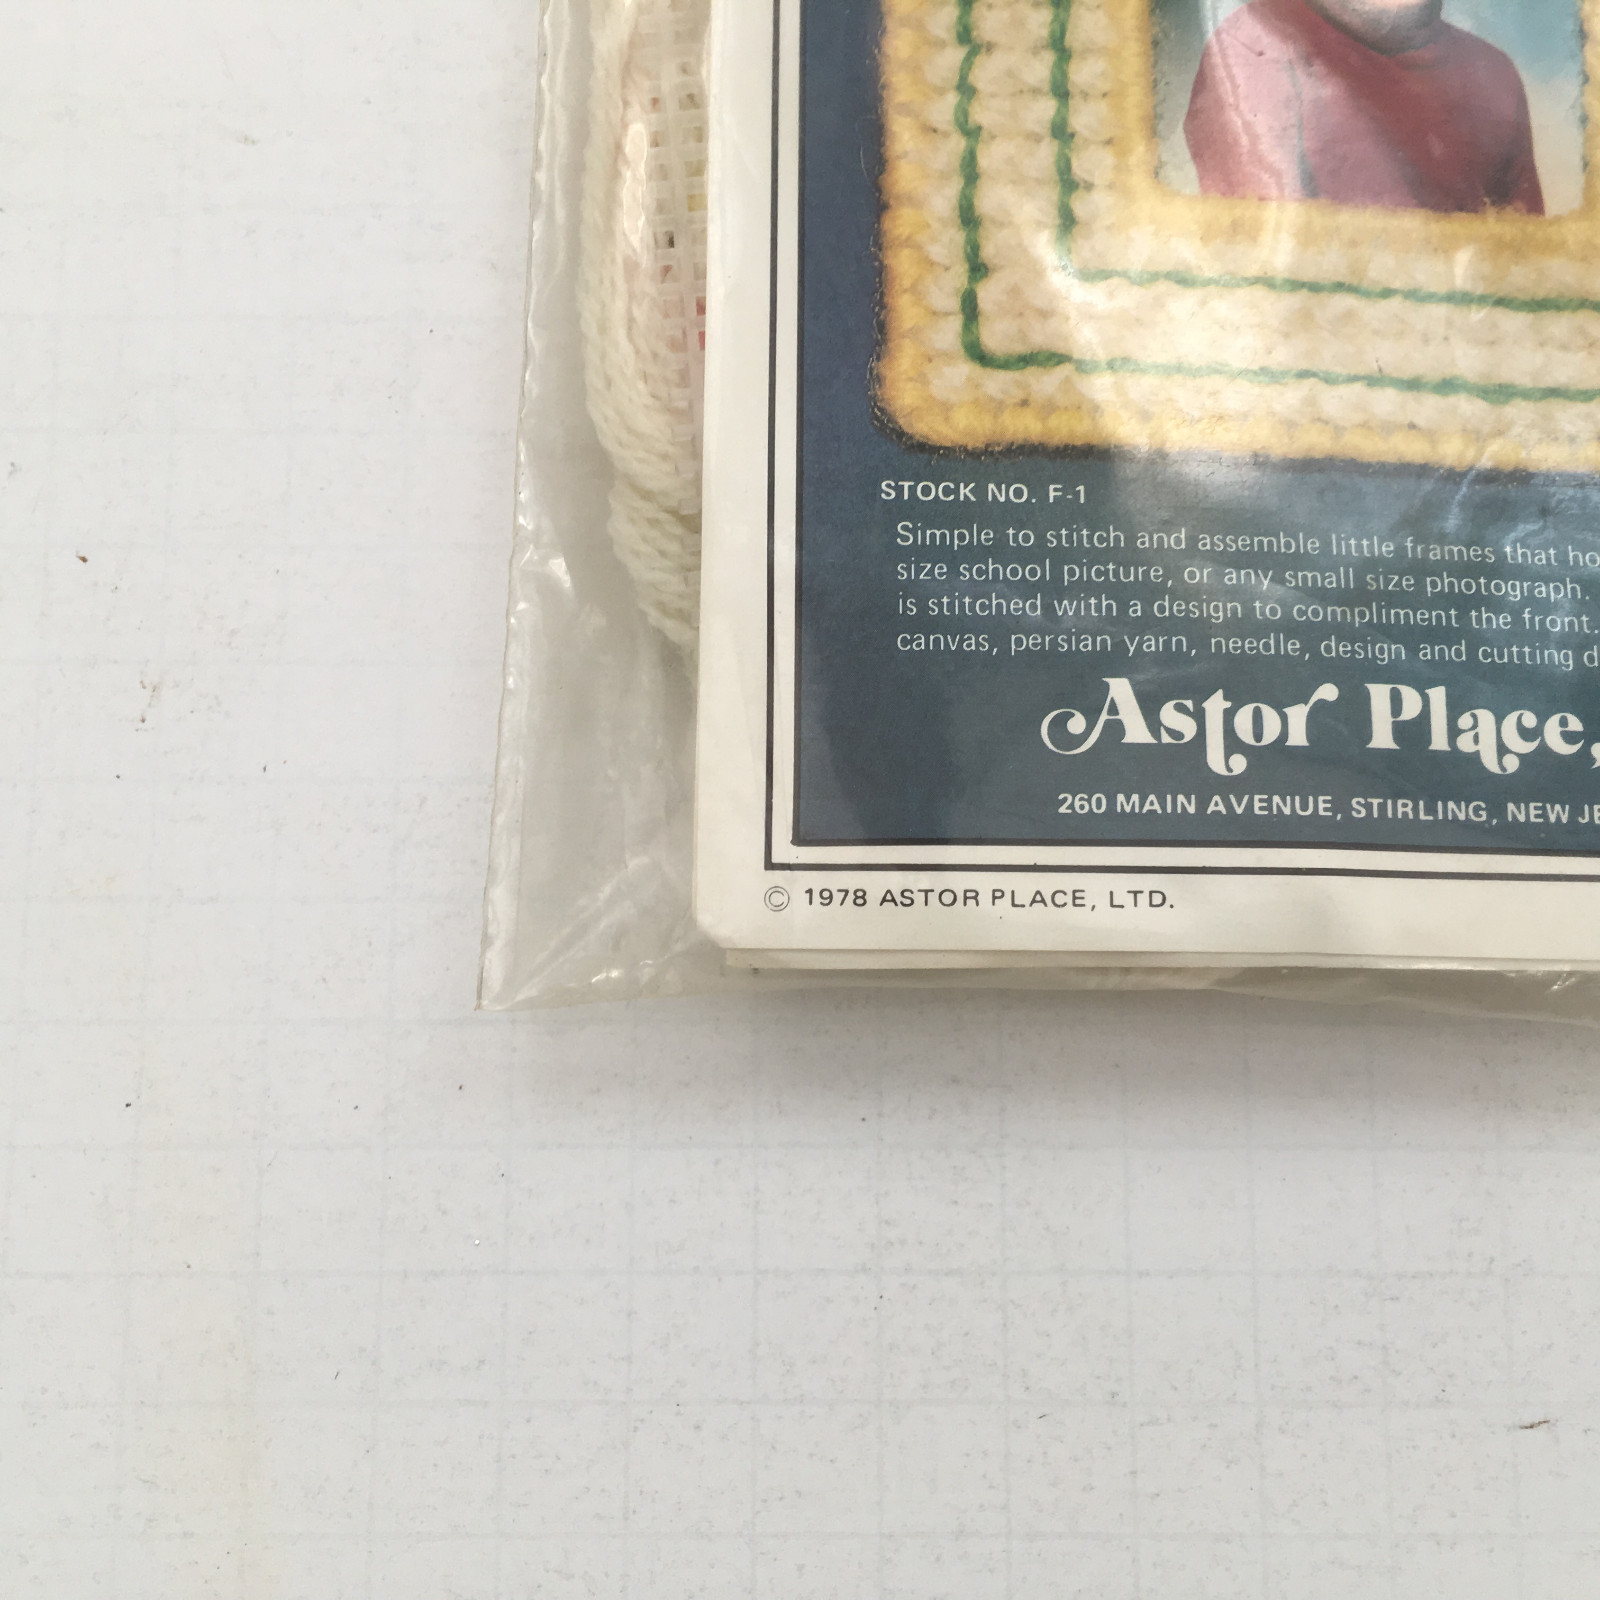 STOCK NO. F-1
Simple to stitch and assemble little frames that
size school picture, or any small size photograph.
is stitched with a design to compliment the front.
canvas, persian yarn, needle, design and cutting
Astor Place,
260 MAIN AVENUE, STIRLING, NEW
© 1978 ASTOR PLACE, LTD.